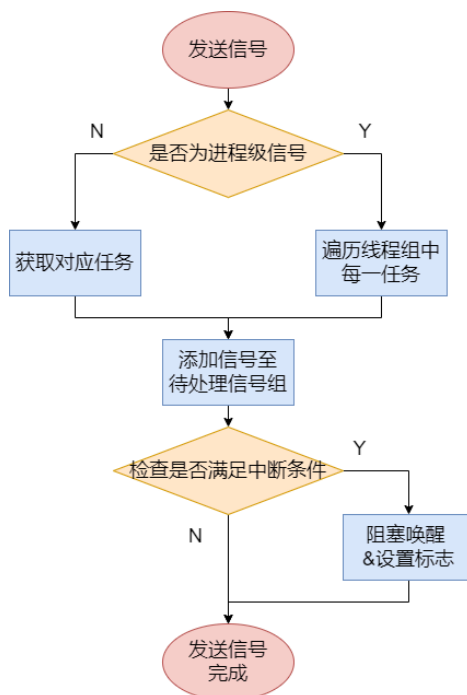 发送信号
N
Y
是否为进程级信号
获取对应任务
遍历线程组中
每一任务
添加信号至
待处理信号组
Y
检查是否满足中断条件
N
阻塞唤醒
&设置标志
发送信号
完成